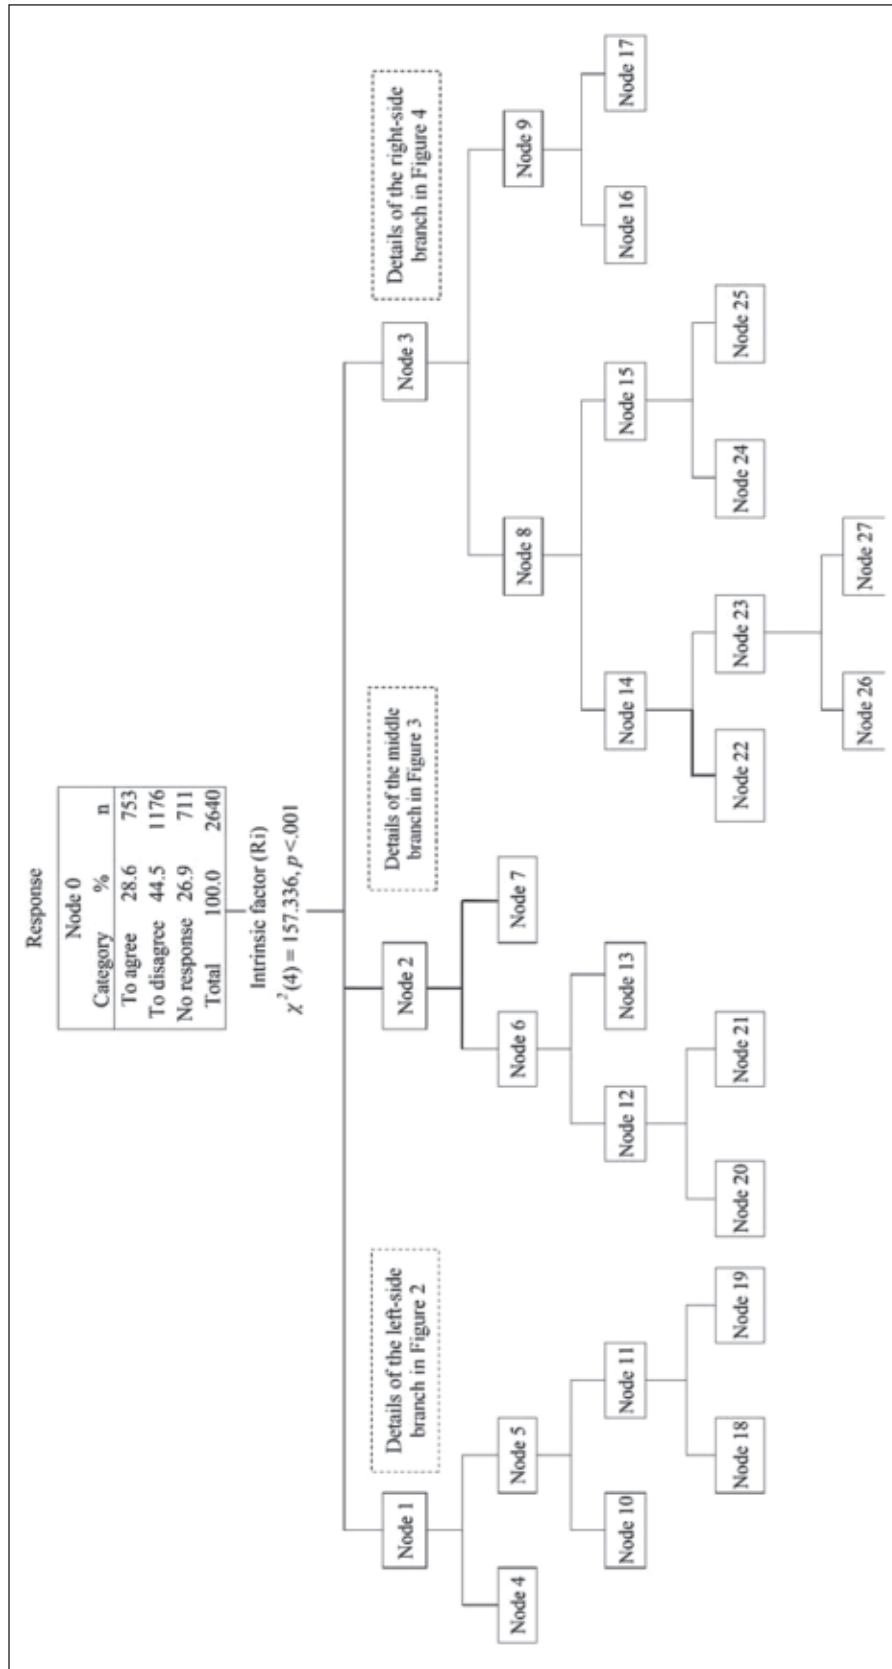 Response
Node 0
Category % n
To agree 28.6 753
To disagree 44.5 1176
No response 26.9 711
Total 100.0 2640
Intrinsic factor (Ri)
χ²(4) = 157.336, p<.001
Details of the left-side
branch in Figure 2
Details of the middle
branch in Figure 3
Details of the right-side
branch in Figure 4
Node 1
Node 2
Node 3
Node 4
Node 5
Node 6
Node 7
Node 8
Node 9
Node 10
Node 11
Node 12
Node 13
Node 14
Node 15
Node 16
Node 17
Node 18
Node 19
Node 20
Node 21
Node 22
Node 23
Node 24
Node 25
Node 26
Node 27